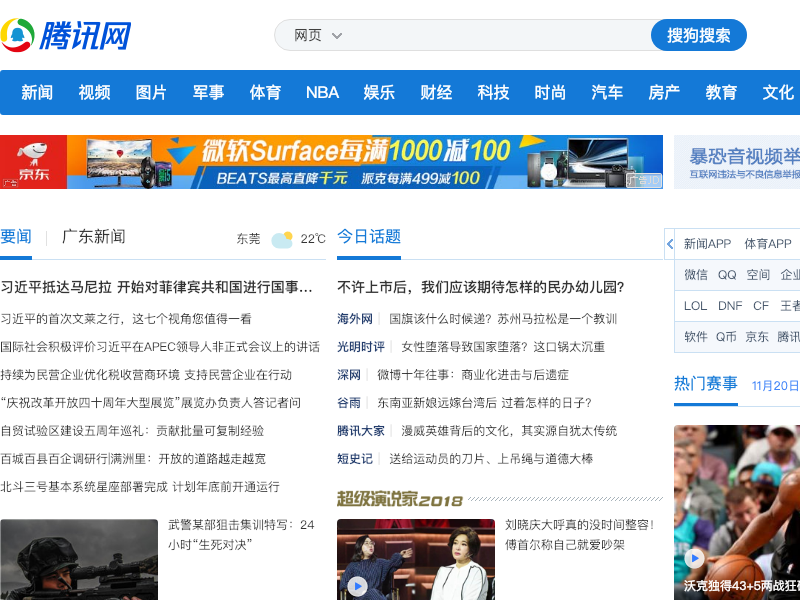 腾讯网
网页
搜狗搜索
新闻 视频 图片 军事 体育 NBA 娱乐 财经 科技 时尚 汽车 房产 教育 文化
京东
广告
微软Surface每满1000减100
BEATS最高直降千元 派克每满499减100
广告JD
暴恐音视频举
互联网违法与不良信息举报
要闻
广东新闻
东莞
22℃
习近平抵达马尼拉 开始对菲律宾共和国进行国事...
习近平的首次文莱之行，这七个视角您值得一看
国际社会积极评价习近平在APEC领导人非正式会议上的讲话
持续为民营企业优化税收营商环境 支持民营企业在行动
“庆祝改革开放四十周年大型展览”展览办负责人答记者问
自贸试验区建设五周年巡礼：贡献批量可复制经验
百城百县百企调研行|满洲里：开放的道路越走越宽
北斗三号基本系统星座部署完成 计划年底前开通运行
武警某部狙击集训特写：24
小时“生死对决”
今日话题
不许上市后，我们应该期待怎样的民办幼儿园?
海外网 国旗该什么时候递？苏州马拉松是一个教训
光明时评 女性堕落导致国家堕落？这口锅太沉重
深网 微博十年往事：商业化进击与后遗症
谷雨 东南亚新娘远嫁台湾后 过着怎样的日子?
腾讯大家 漫威英雄背后的文化，其实源自犹太传统
短史记 送给运动员的刀片、上吊绳与道德大棒
超级演说家2018
刘晓庆大呼真的没时间整容！
傅首尔称自己就爱吵架
新闻APP 体育APP
微信 QQ 空间 企业
LOL DNF CF 王者
软件 Q币 京东 腾讯
热门赛事
11月20日
沃克独得43+5两战狂砍